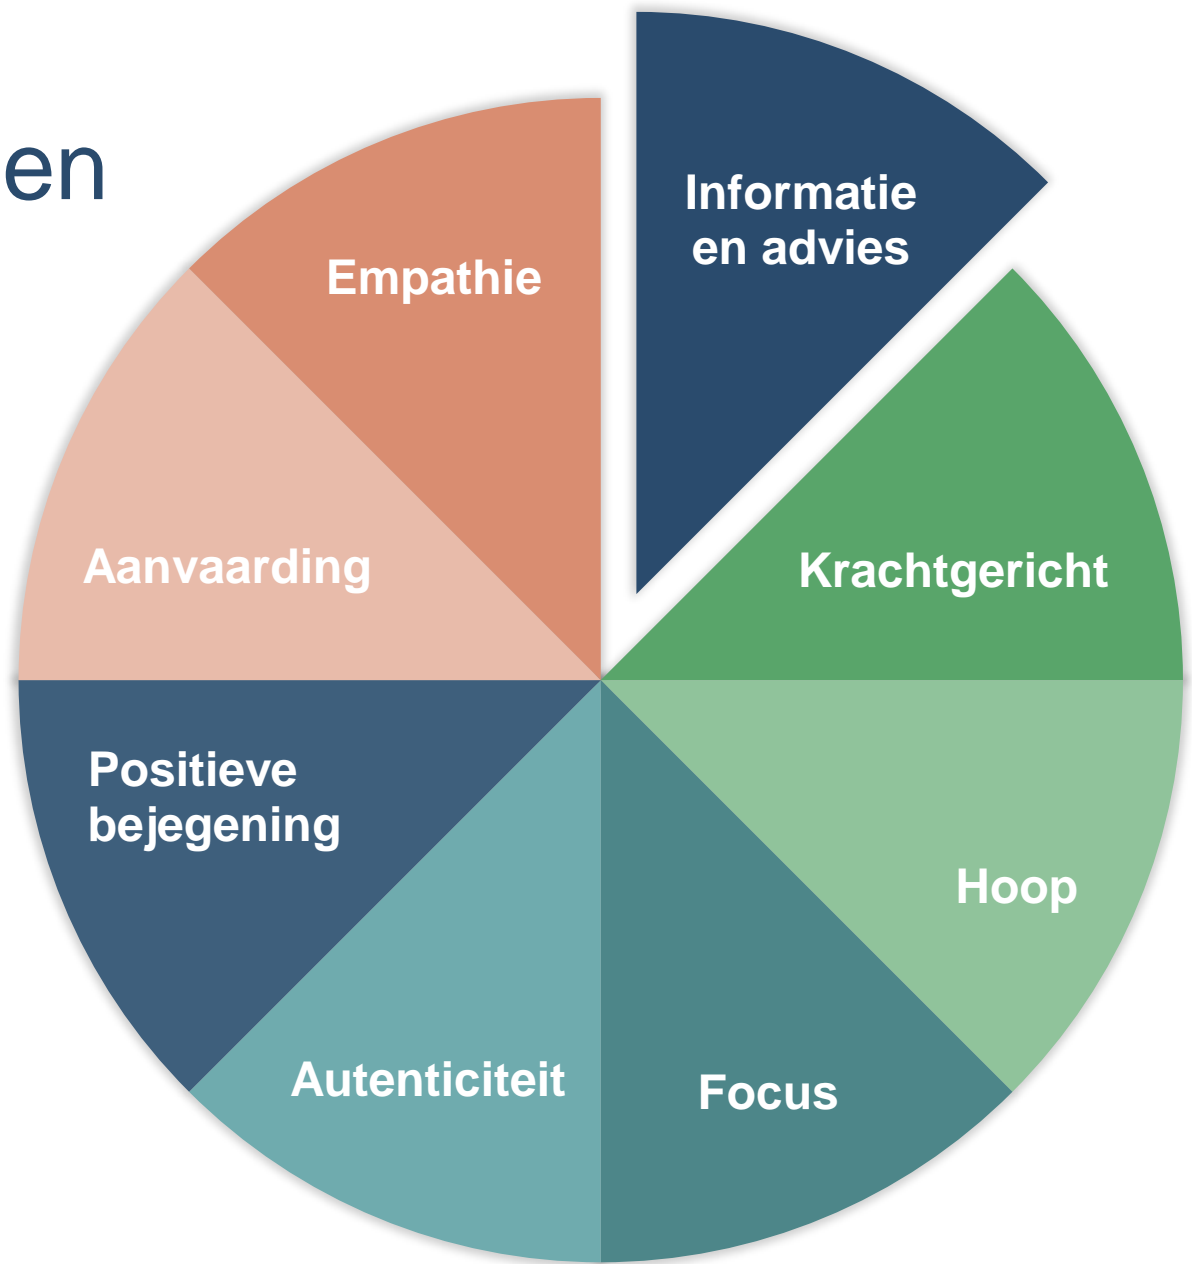 en
Informatie
en advies
Empathie
Krachtgericht
Aanvaarding
Positieve
bejegening
Hoop
Autenticiteit
Focus